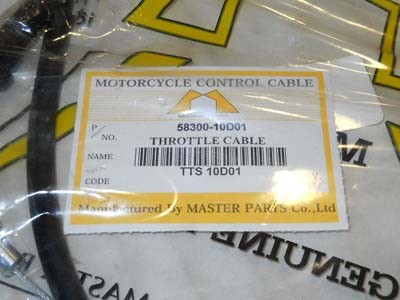 MOTORCYCLE CONTROL CABLE
P/NO. 58300-10D01
THROTTLE CABLE
NAME
TTS 10D01
CODE
Manufactured By MASTER PARTS Co.,Ltd
GENUINE
MASTER